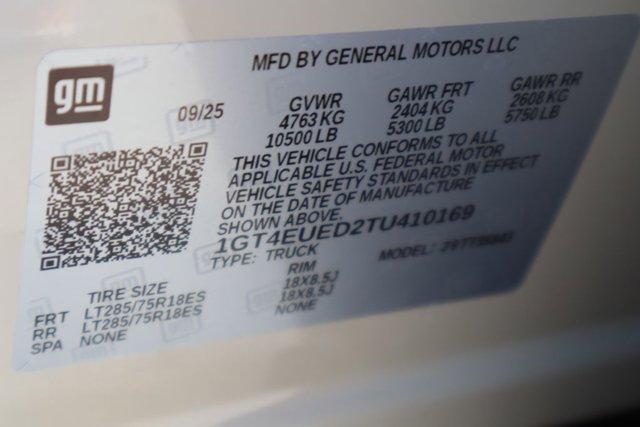 MFD BY GENERAL MOTORS LLC
gm
09/25
GVWR GAWR FRT GAWR RR
4763 KG 2404 KG 2608 KG
10500 LB 5300 LB 5750 LB
THIS VEHICLE CONFORMS TO ALL
APPLICABLE U.S. FEDERAL MOTOR
VEHICLE SAFETY STANDARDS IN EFFECT
ON THE DATE OF MANUFACTURE
SHOWN ABOVE.
1GT4EUED2TU410169
TYPE: TRUCK MODEL:
TIRE SIZE RIM
FRT LT285/75R18ES 18X8.5J
RR LT285/75R18ES 18X8.5J
SPA NONE NONE